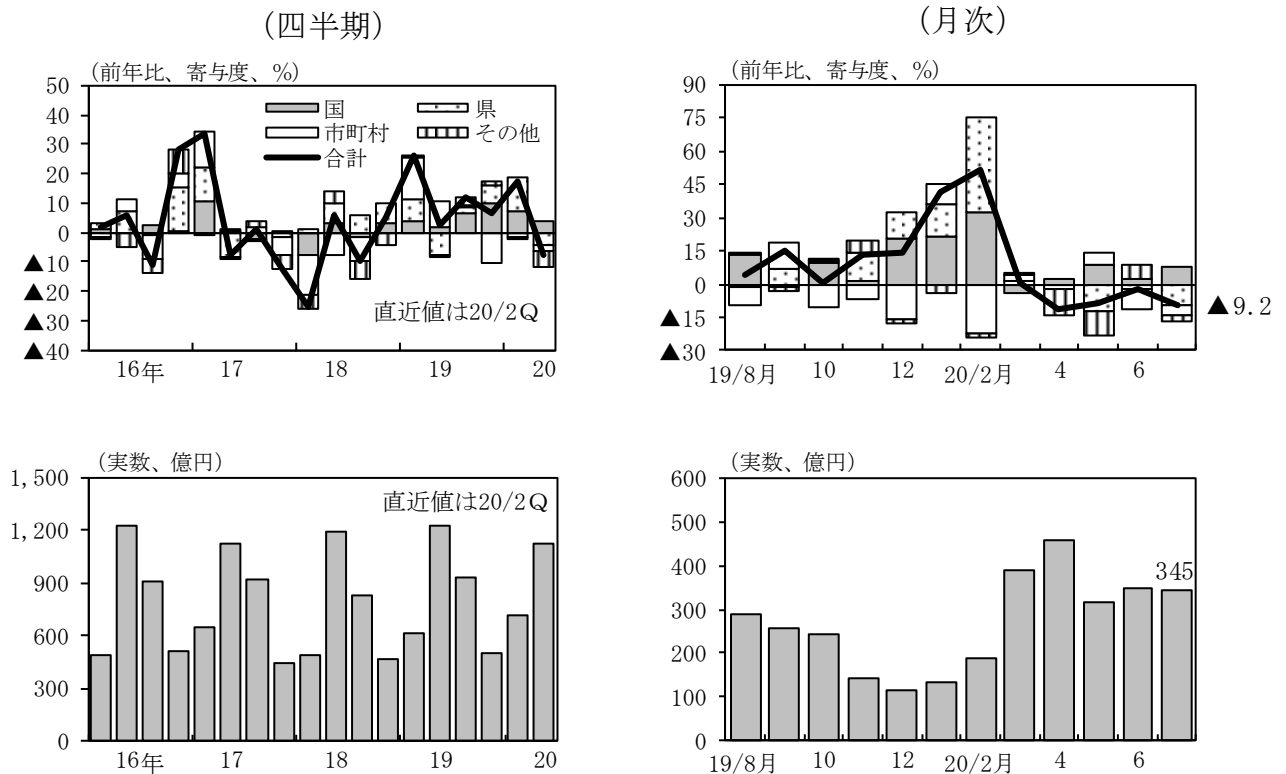 (四半期)
(前年比、寄与度、%)
50
40
30
20
10
0
▲10
▲20
▲30
▲40
国
県
市町村
その他
合計
直近値は20/2Q
16年 17 18 19 20
(月次)
(前年比、寄与度、%)
90
75
60
45
30
15
0
▲15
▲30
▲9.2
19/8月 10 12 20/2月 4 6
(実数、億円)
1,500
1,200
900
600
300
0
直近値は20/2Q
16年 17 18 19 20
(実数、億円)
600
500
400
300
200
100
0
345
19/8月 10 12 20/2月 4 6